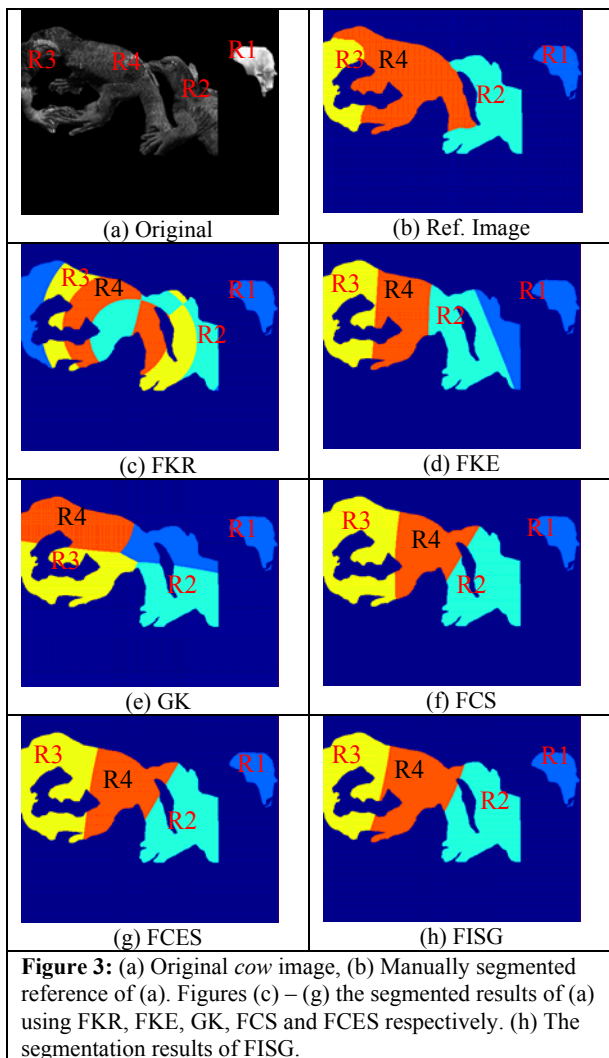 R3 R4 R1
R2
(a) Original
R3 R4 R1
R2
(b) Ref. Image
R3
R4 R1
R2
(c) FKR
R3 R4 R1
R2
(d) FKE
R4 R1
R3
R2
(e) GK
R3 R1
R4
R2
(f) FCS
R3 R1
R4
R2
(g) FCES
R3 R1
R4
R2
(h) FISG
Figure 3: (a) Original cow image, (b) Manually segmented
reference of (a). Figures (c) – (g) the segmented results of (a)
using FKR, FKE, GK, FCS and FCES respectively. (h) The
segmentation results of FISG.